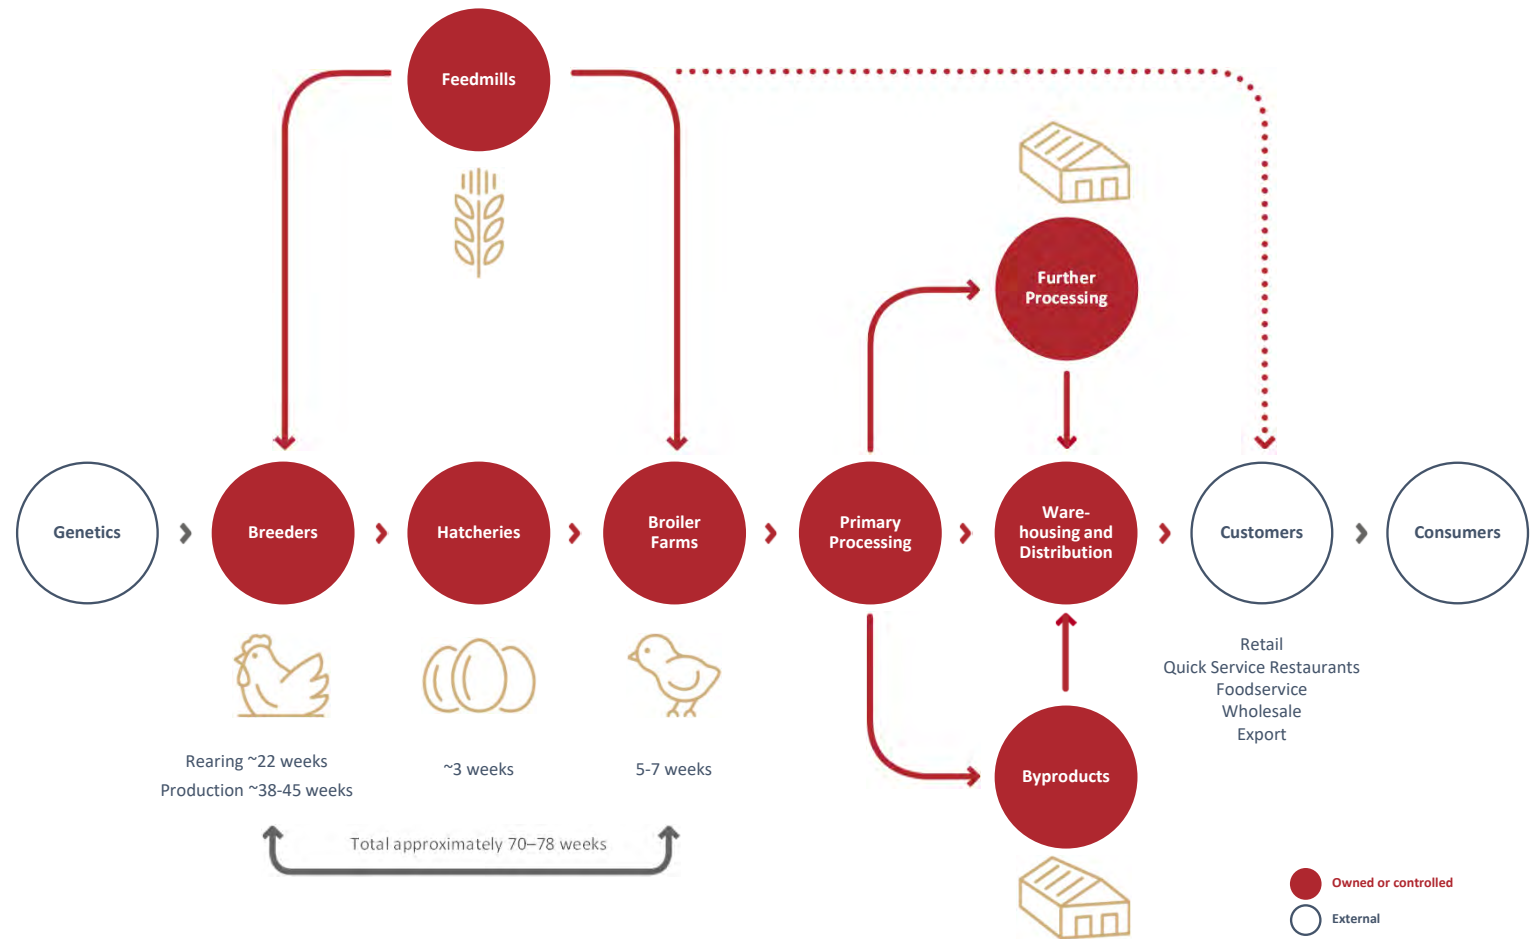 Feedmills
Further
Processing
Genetics
Breeders
Hatcheries
Broiler
Farms
Primary
Processing
Ware-
housing and
Distribution
Customers
Consumers
Retail
Quick Service Restaurants
Foodservice
Wholesale
Export
Rearing ~22 weeks
Production ~38-45 weeks
~3 weeks
5-7 weeks
Byproducts
Total approximately 70–78 weeks
Owned or controlled
External